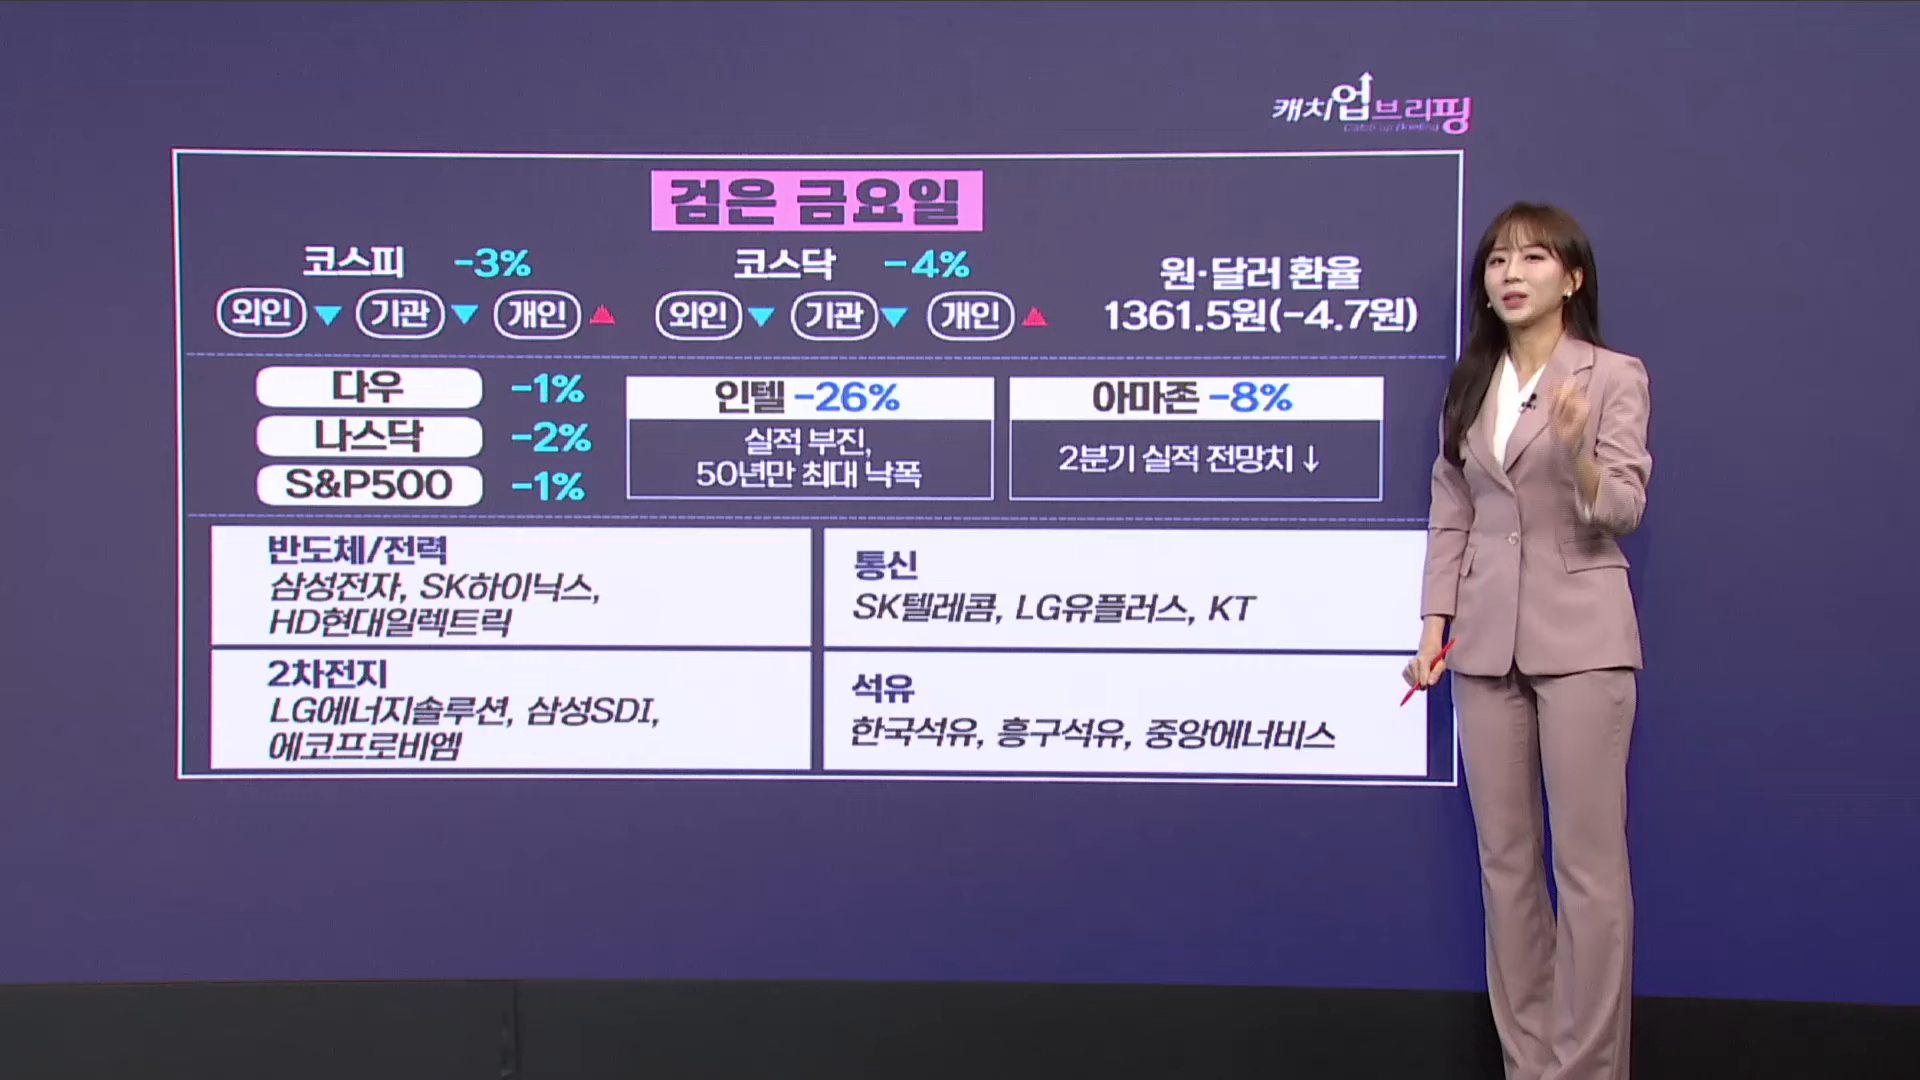 캐치업브리핑
Catch up Briefing
검은 금요일
코스피 -3%
외인▼ 기관▼ 개인▲
코스닥 -4%
외인▼ 기관▼ 개인▲
원·달러 환율
1361.5원(-4.7원)
다우 -1%
나스닥 -2%
S&P500 -1%
인텔 -26%
실적 부진,
50년만 최대 낙폭
아마존 -8%
2분기 실적 전망치↓
반도체/전력
삼성전자, SK하이닉스,
HD현대일렉트릭
통신
SK텔레콤, LG유플러스, KT
2차전지
LG에너지솔루션, 삼성SDI,
에코프로비엠
석유
한국석유, 흥구석유, 중앙에너비스